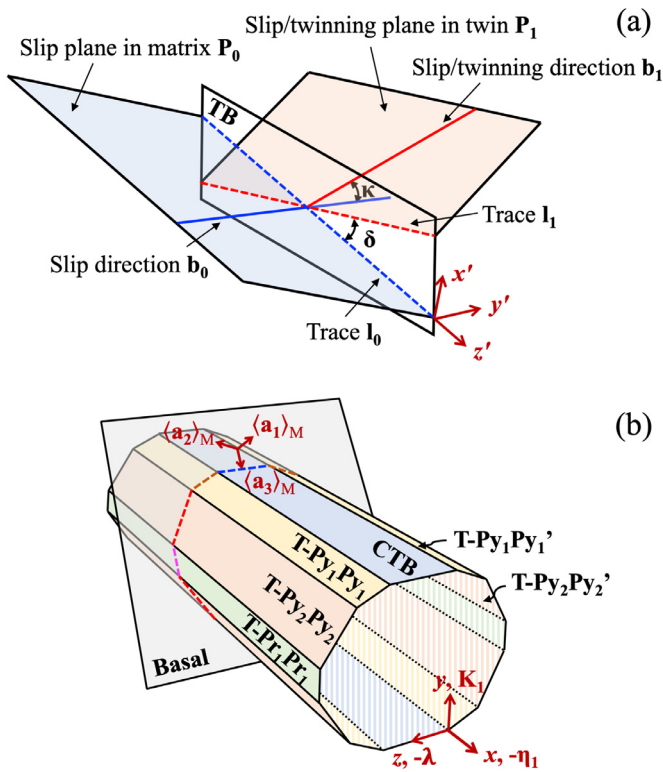 (a)
Slip/twinning plane in twin P₁
Slip plane in matrix P₀
Slip/twinning direction b₁
TB
κ
Trace l₁
δ
Slip direction b₀
x′
y′
Trace l₀
z′
(b)
⟨a₂⟩M
⟨a₁⟩M
⟨a₃⟩M
T-Py₁Py₁’
CTB
T-Py₁Py₁
T-Py₂Py₂’
T-Py₂Py₂
T-Pr₁Pr₁
Basal
y, K₁
z, -λ
x, -η₁